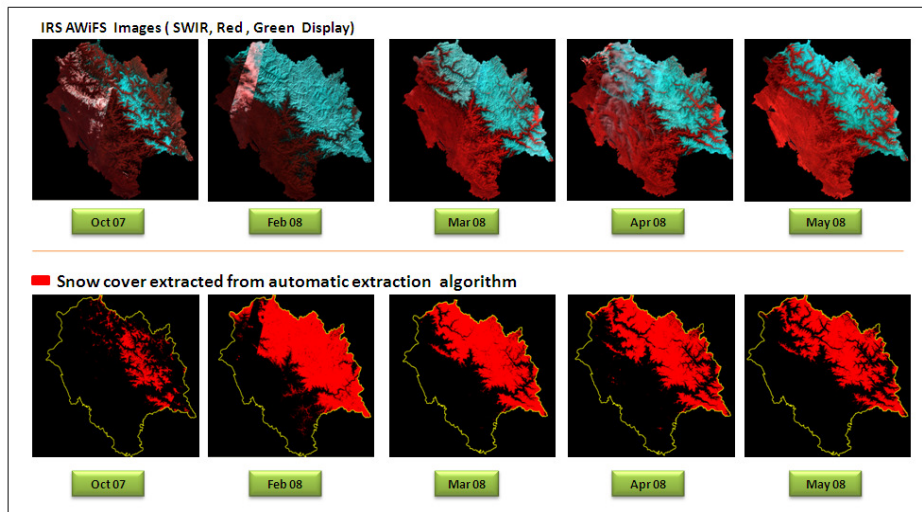 IRS AWiFS Images ( SWIR, Red , Green Display)
Oct 07 Feb 08 Mar 08 Apr 08 May 08
Snow cover extracted from automatic extraction algorithm
Oct 07 Feb 08 Mar 08 Apr 08 May 08